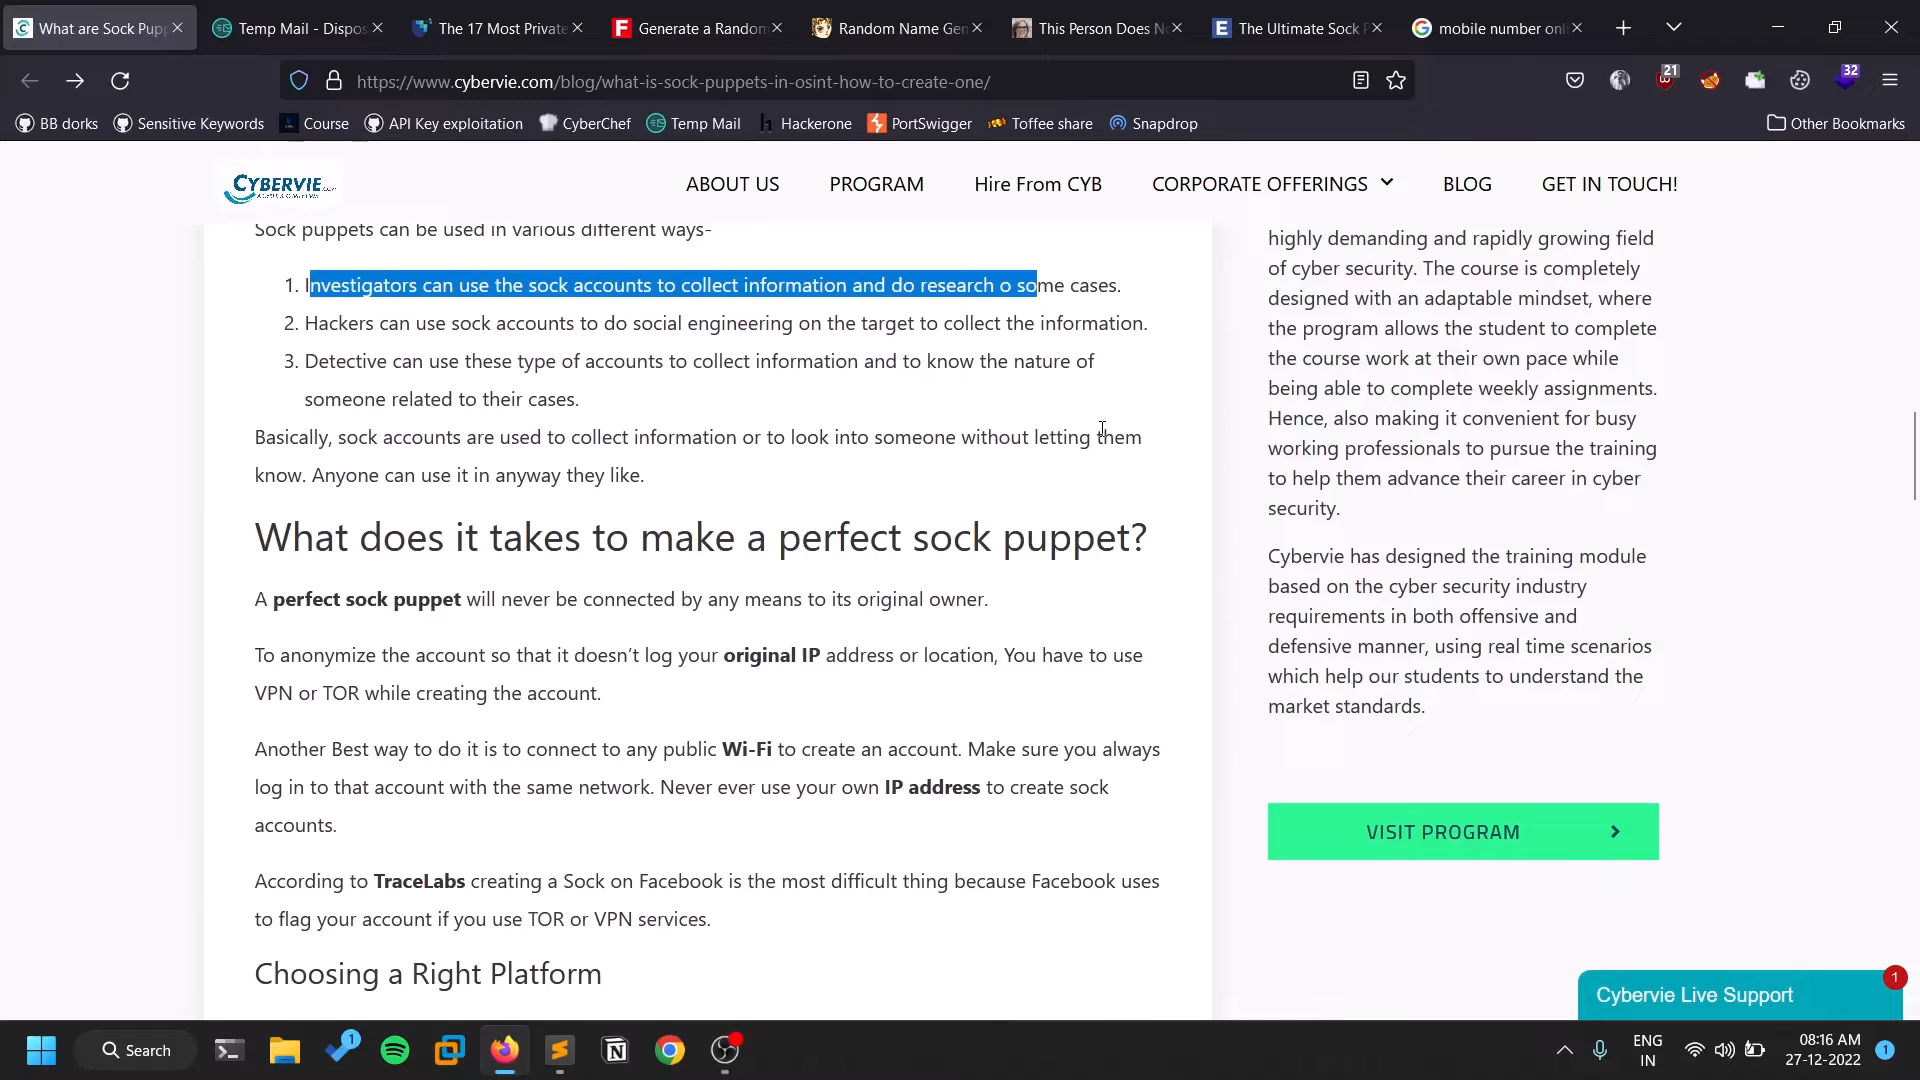 What are Sock Pupp
Temp Mail - Dispos
The 17 Most Private
Generate a Random
Random Name Gen
This Person Does No
The Ultimate Sock P
mobile number onli
https://www.cybervie.com/blog/what-is-sock-puppets-in-osint-how-to-create-one/
21
32
BB dorks
Sensitive Keywords
Course
API Key exploitation
CyberChef
Temp Mail
Hackerone
PortSwigger
Toffee share
Snapdrop
Other Bookmarks
CYBERVIE
ABOUT US
PROGRAM
Hire From CYB
CORPORATE OFFERINGS
BLOG
GET IN TOUCH!
Sock puppets can be used in various different ways-
1. Investigators can use the sock accounts to collect information and do research o some cases.
2. Hackers can use sock accounts to do social engineering on the target to collect the information.
3. Detective can use these type of accounts to collect information and to know the nature of
someone related to their cases.
Basically, sock accounts are used to collect information or to look into someone without letting them
know. Anyone can use it in anyway they like.
What does it takes to make a perfect sock puppet?
A perfect sock puppet will never be connected by any means to its original owner.
To anonymize the account so that it doesn’t log your original IP address or location, You have to use
VPN or TOR while creating the account.
Another Best way to do it is to connect to any public Wi-Fi to create an account. Make sure you always
log in to that account with the same network. Never ever use your own IP address to create sock
accounts.
According to TraceLabs creating a Sock on Facebook is the most difficult thing because Facebook uses
to flag your account if you use TOR or VPN services.
Choosing a Right Platform
highly demanding and rapidly growing field
of cyber security. The course is completely
designed with an adaptable mindset, where
the program allows the student to complete
the course work at their own pace while
being able to complete weekly assignments.
Hence, also making it convenient for busy
working professionals to pursue the training
to help them advance their career in cyber
security.
Cybervie has designed the training module
based on the cyber security industry
requirements in both offensive and
defensive manner, using real time scenarios
which help our students to understand the
market standards.
VISIT PROGRAM
Cybervie Live Support
1
Search
1
ENG
IN
08:16 AM
27-12-2022
1